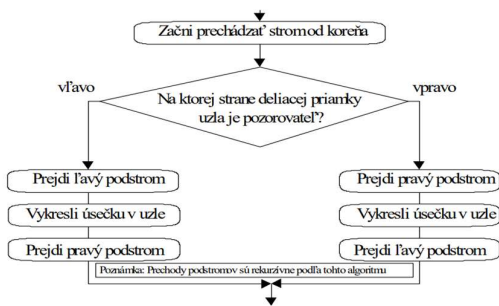 Začni prechádzať strom od koreňa
vľavo
vpravo
Na ktorej strane deliacej priamky
uzla je pozorovateľ?
Prejdi ľavý podstrom
Prejdi pravý podstrom
Vykresli úsečku v uzle
Vykresli úsečku v uzle
Prejdi pravý podstrom
Prejdi ľavý podstrom
Poznámka: Prechody podstromov sú rekurzívne podľa tohto algoritmu